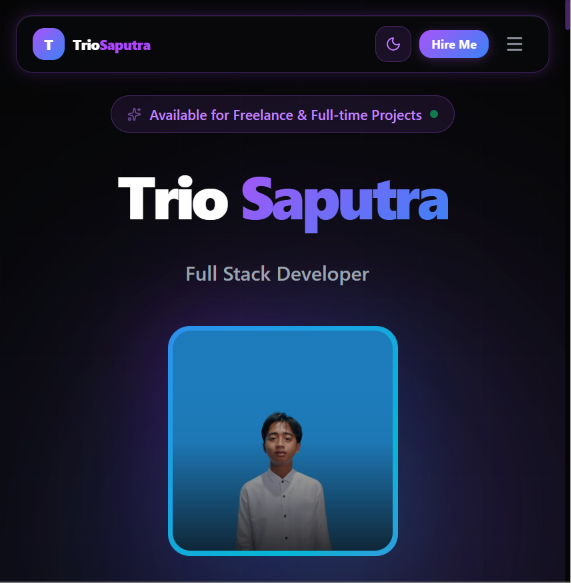 T TrioSaputra Hire Me
Available for Freelance & Full-time Projects
Trio Saputra
Full Stack Developer